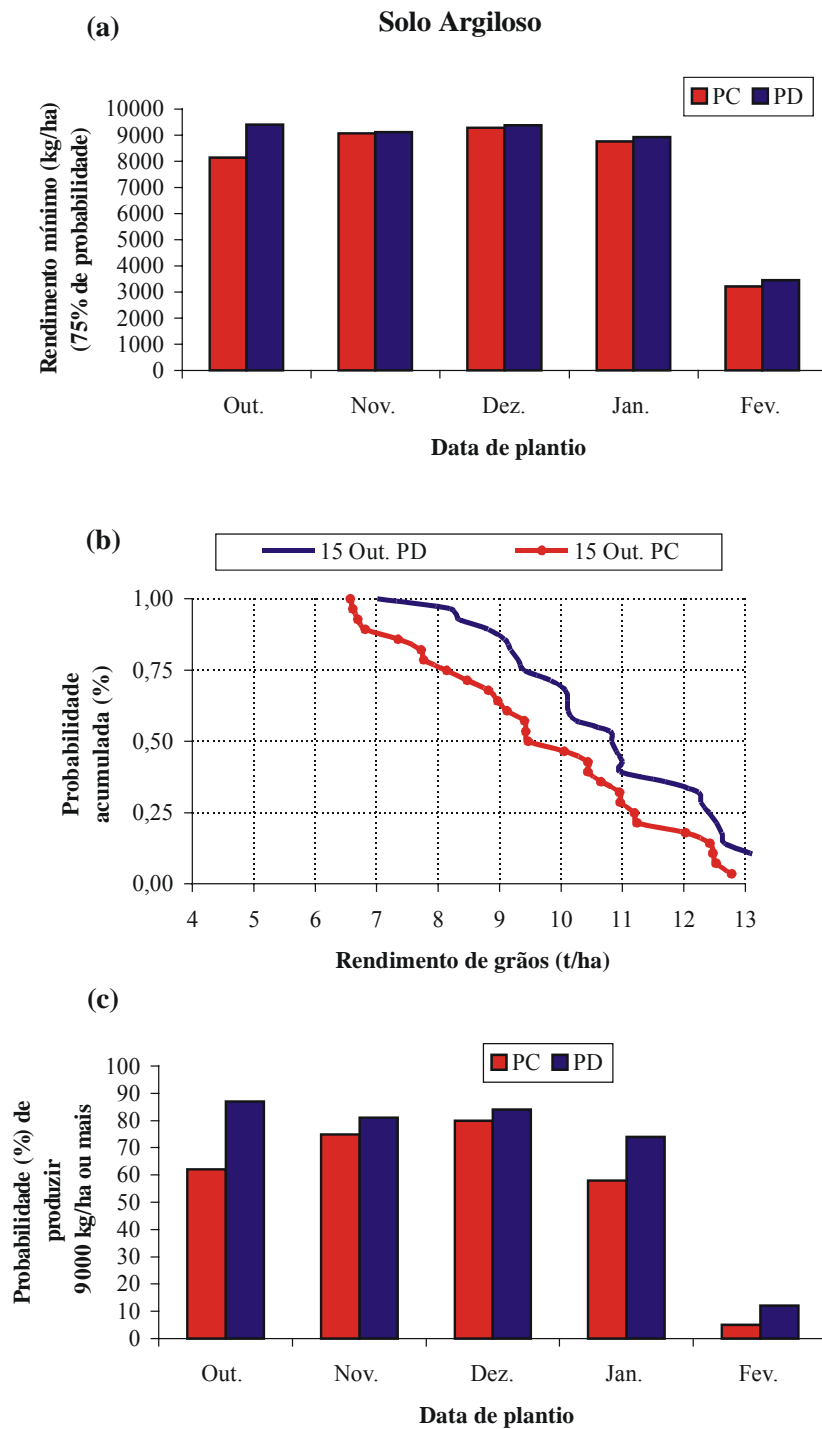 (a)
Solo Argiloso
PC PD
Rendimento mínimo (kg/ha)
(75% de probabilidade)
10000
9000
8000
7000
6000
5000
4000
3000
2000
1000
0
Out. Nov. Dez. Jan. Fev.
Data de plantio
(b)
15 Out. PD 15 Out. PC
Probabilidade
acumulada (%)
1,00
0,75
0,50
0,25
0,00
4 5 6 7 8 9 10 11 12 13
Rendimento de grãos (t/ha)
(c)
PC PD
Probabilidade (%) de
produzir
9000 kg/ha ou mais
100
90
80
70
60
50
40
30
20
10
0
Out. Nov. Dez. Jan. Fev.
Data de plantio